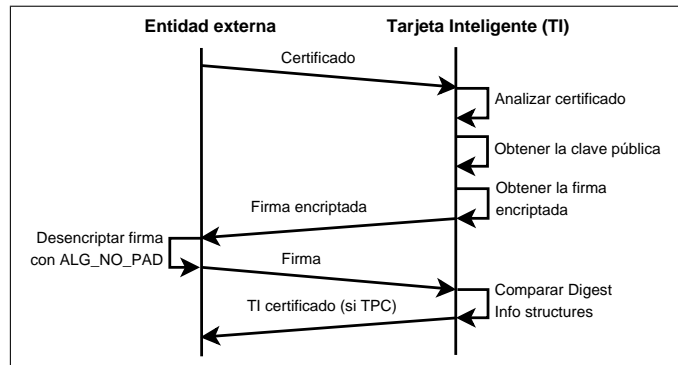 Entidad externa
Tarjeta Inteligente (TI)
Certificado
Analizar certificado
Obtener la clave pública
Obtener la firma
encriptada
Firma encriptada
Desencriptar firma
con ALG_NO_PAD
Firma
Comparar Digest
Info structures
TI certificado (si TPC)